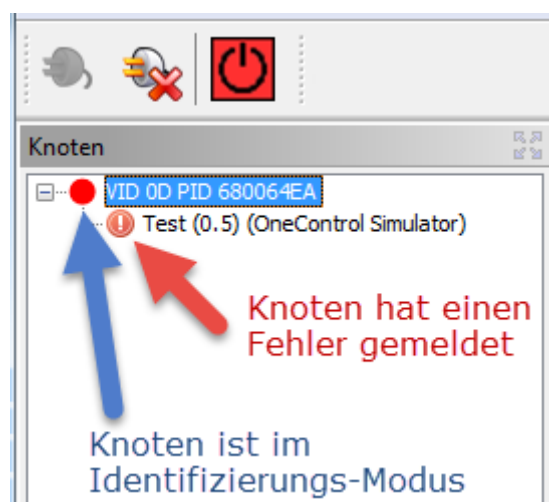 Knoten
VID 0D PID 680064EA
Test (0.5) (OneControl Simulator)
Knoten hat einen
Fehler gemeldet
Knoten ist im
Identifizierungs-Modus